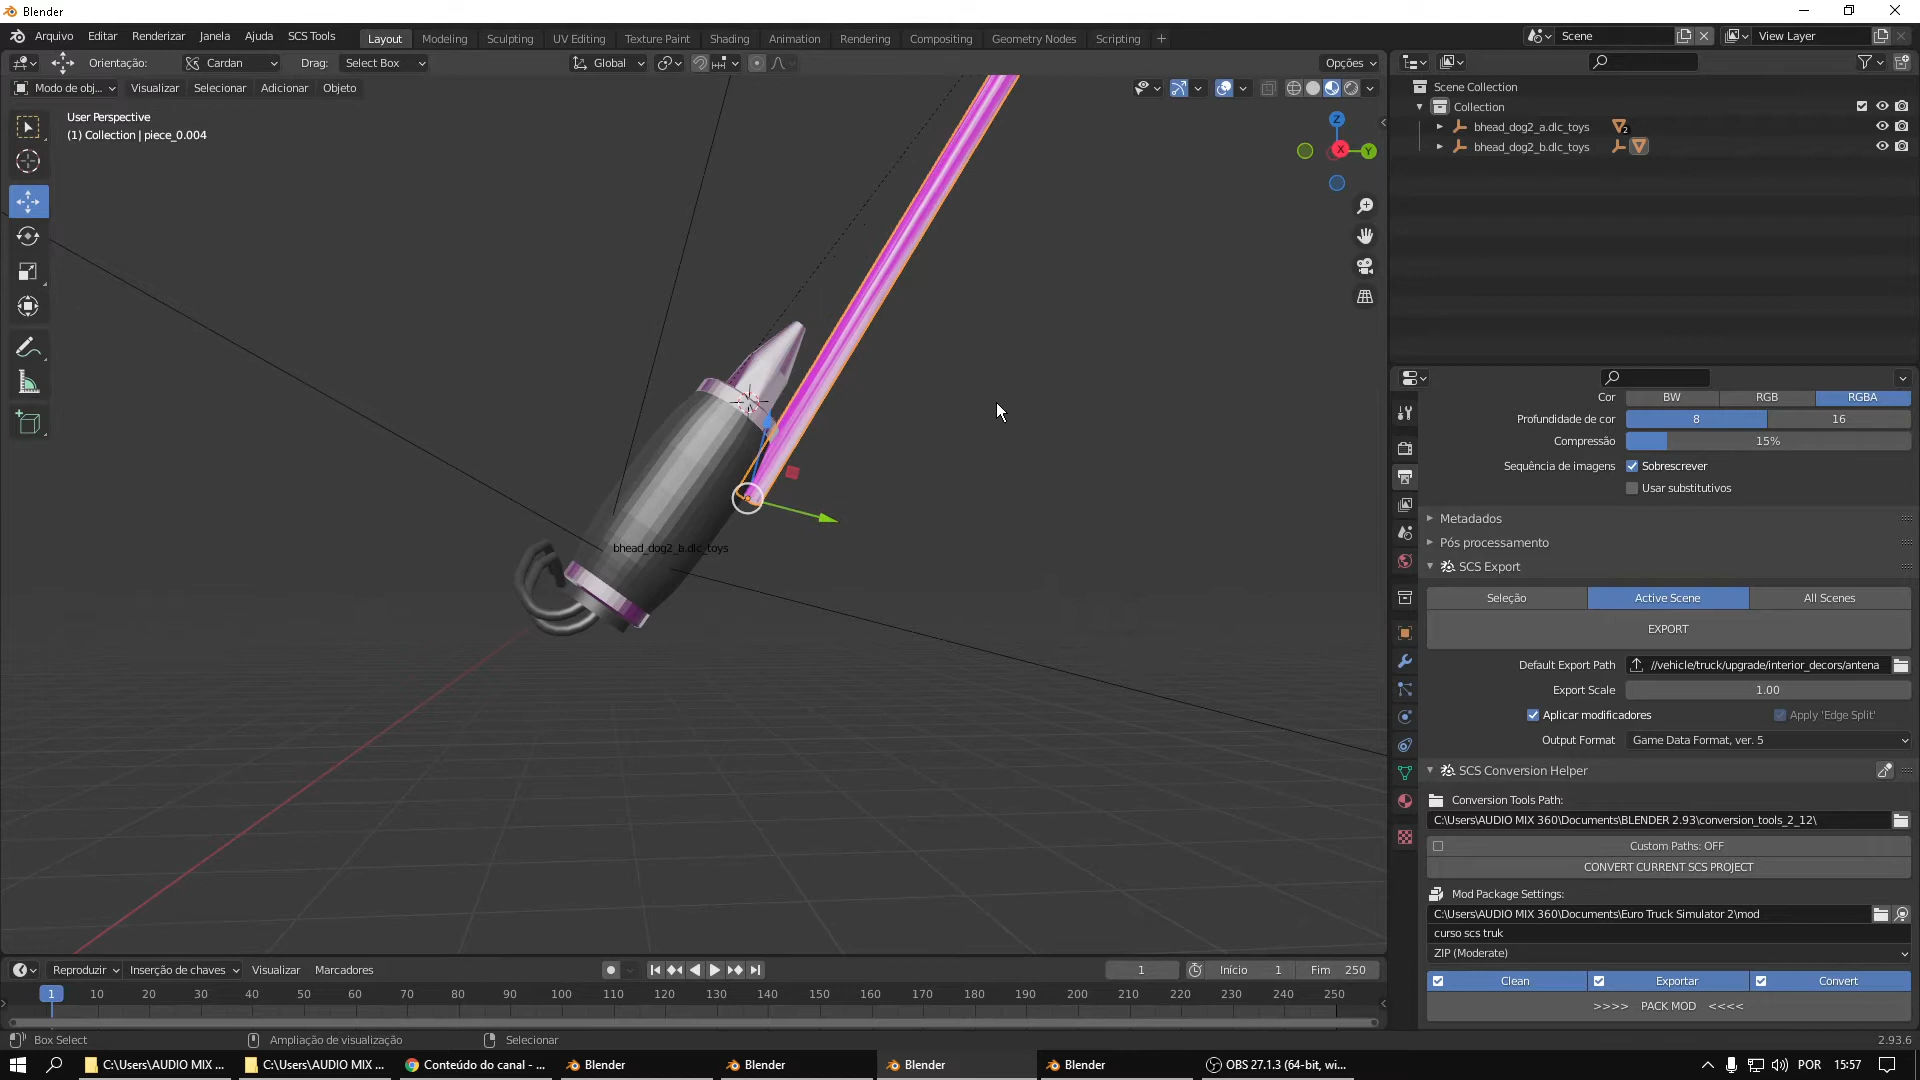 Blender
Arquivo Editar Renderizar Janela Ajuda SCS Tools Layout Modeling Sculpting UV Editing Texture Paint Shading Animation Rendering Compositing Geometry Nodes Scripting + Scene View Layer
Orientação: Cardan Drag: Select Box Global Opções
Modo de obj... Visualizar Selecionar Adicionar Objeto
User Perspective
(1) Collection | piece_0.004
Z
X
Y
bhead_dog2_b.dlc_toys
Scene Collection
Collection
bhead_dog2_a.dlc_toys 2
bhead_dog2_b.dlc_toys
Cor BW RGB RGBA
Profundidade de cor 8 16
Compressão 15%
Sequência de imagens Sobrescrever
Usar substitutivos
Metadados
Pós processamento
SCS Export
Seleção Active Scene All Scenes
EXPORT
Default Export Path //vehicle/truck/upgrade/interior_decors/antena
Export Scale 1.00
Aplicar modificadores Apply 'Edge Split'
Output Format Game Data Format, ver. 5
SCS Conversion Helper
Conversion Tools Path:
C:\Users\AUDIO MIX 360\Documents\BLENDER 2.93\conversion_tools_2_12\
Custom Paths: OFF
CONVERT CURRENT SCS PROJECT
Mod Package Settings:
C:\Users\AUDIO MIX 360\Documents\Euro Truck Simulator 2\mod
curso scs truk
ZIP (Moderate)
Clean Exportar Convert
>>>> PACK MOD <<<<
Reproduzir Inserção de chaves Visualizar Marcadores 1 Início 1 Fim 250
1 10 20 30 40 50 60 70 80 90 100 110 120 130 140 150 160 170 180 190 200 210 220 230 240 250
Box Select Ampliação de visualização Selecionar 2.93.6
C:\Users\AUDIO MIX ... C:\Users\AUDIO MIX ... Conteúdo do canal - ... Blender Blender Blender Blender OBS 27.1.3 (64-bit, wi... POR 15:57